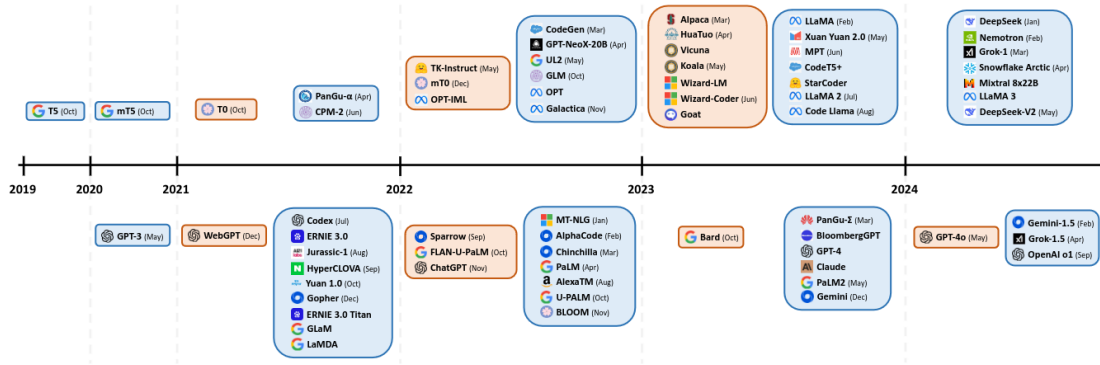 T5 (Oct)
mT5 (Oct)
T0 (Oct)
PanGu-α (Apr)
CPM-2 (Jun)
TK-Instruct (May)
mT0 (Dec)
OPT-IML
CodeGen (Mar)
GPT-NeoX-20B (Apr)
UL2 (May)
GLM (Oct)
OPT
Galactica (Nov)
Alpaca (Mar)
HuaTuo (Apr)
Vicuna
Koala (May)
Wizard-LM
Wizard-Coder (Jun)
Goat
LLaMA (Feb)
Xuan Yuan 2.0 (May)
MPT (Jun)
CodeT5+
StarCoder
LLaMA 2 (Jul)
Code Llama (Aug)
DeepSeek (Jan)
Nemotron (Feb)
Grok-1 (Mar)
Snowflake Arctic (Apr)
Mixtral 8x22B
LLaMA 3
DeepSeek-V2 (May)
2019
2020
2021
2022
2023
2024
GPT-3 (May)
WebGPT (Dec)
Codex (Jul)
ERNIE 3.0
Jurassic-1 (Aug)
HyperCLOVA (Sep)
Yuan 1.0 (Oct)
Gopher (Dec)
ERNIE 3.0 Titan
GLaM
LaMDA
Sparrow (Sep)
FLAN-U-PaLM (Oct)
ChatGPT (Nov)
MT-NLG (Jan)
AlphaCode (Feb)
Chinchilla (Mar)
PaLM (Apr)
AlexaTM (Aug)
U-PALM (Oct)
BLOOM (Nov)
Bard (Oct)
PanGu-Σ (Mar)
BloombergGPT
GPT-4
Claude
PaLM2 (May)
Gemini (Dec)
GPT-4o (May)
Gemini-1.5 (Feb)
Grok-1.5 (Apr)
OpenAI o1 (Sep)